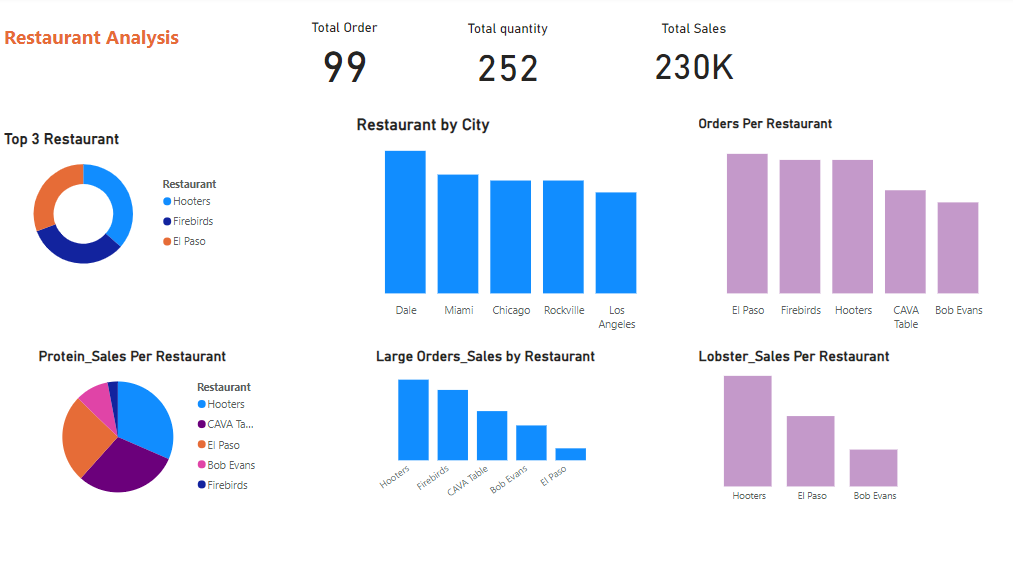 Restaurant Analysis
Total Order
99
Total quantity
252
Total Sales
230K
Top 3 Restaurant
Restaurant
Hooters
Firebirds
El Paso
Restaurant by City
Dale
Miami
Chicago
Rockville
Los
Angeles
Orders Per Restaurant
El Paso
Firebirds
Hooters
CAVA
Table
Bob Evans
Protein_Sales Per Restaurant
Restaurant
Hooters
CAVA Ta...
El Paso
Bob Evans
Firebirds
Large Orders_Sales by Restaurant
Hooters
Firebirds
CAVA Table
Bob Evans
El Paso
Lobster_Sales Per Restaurant
Hooters
El Paso
Bob Evans